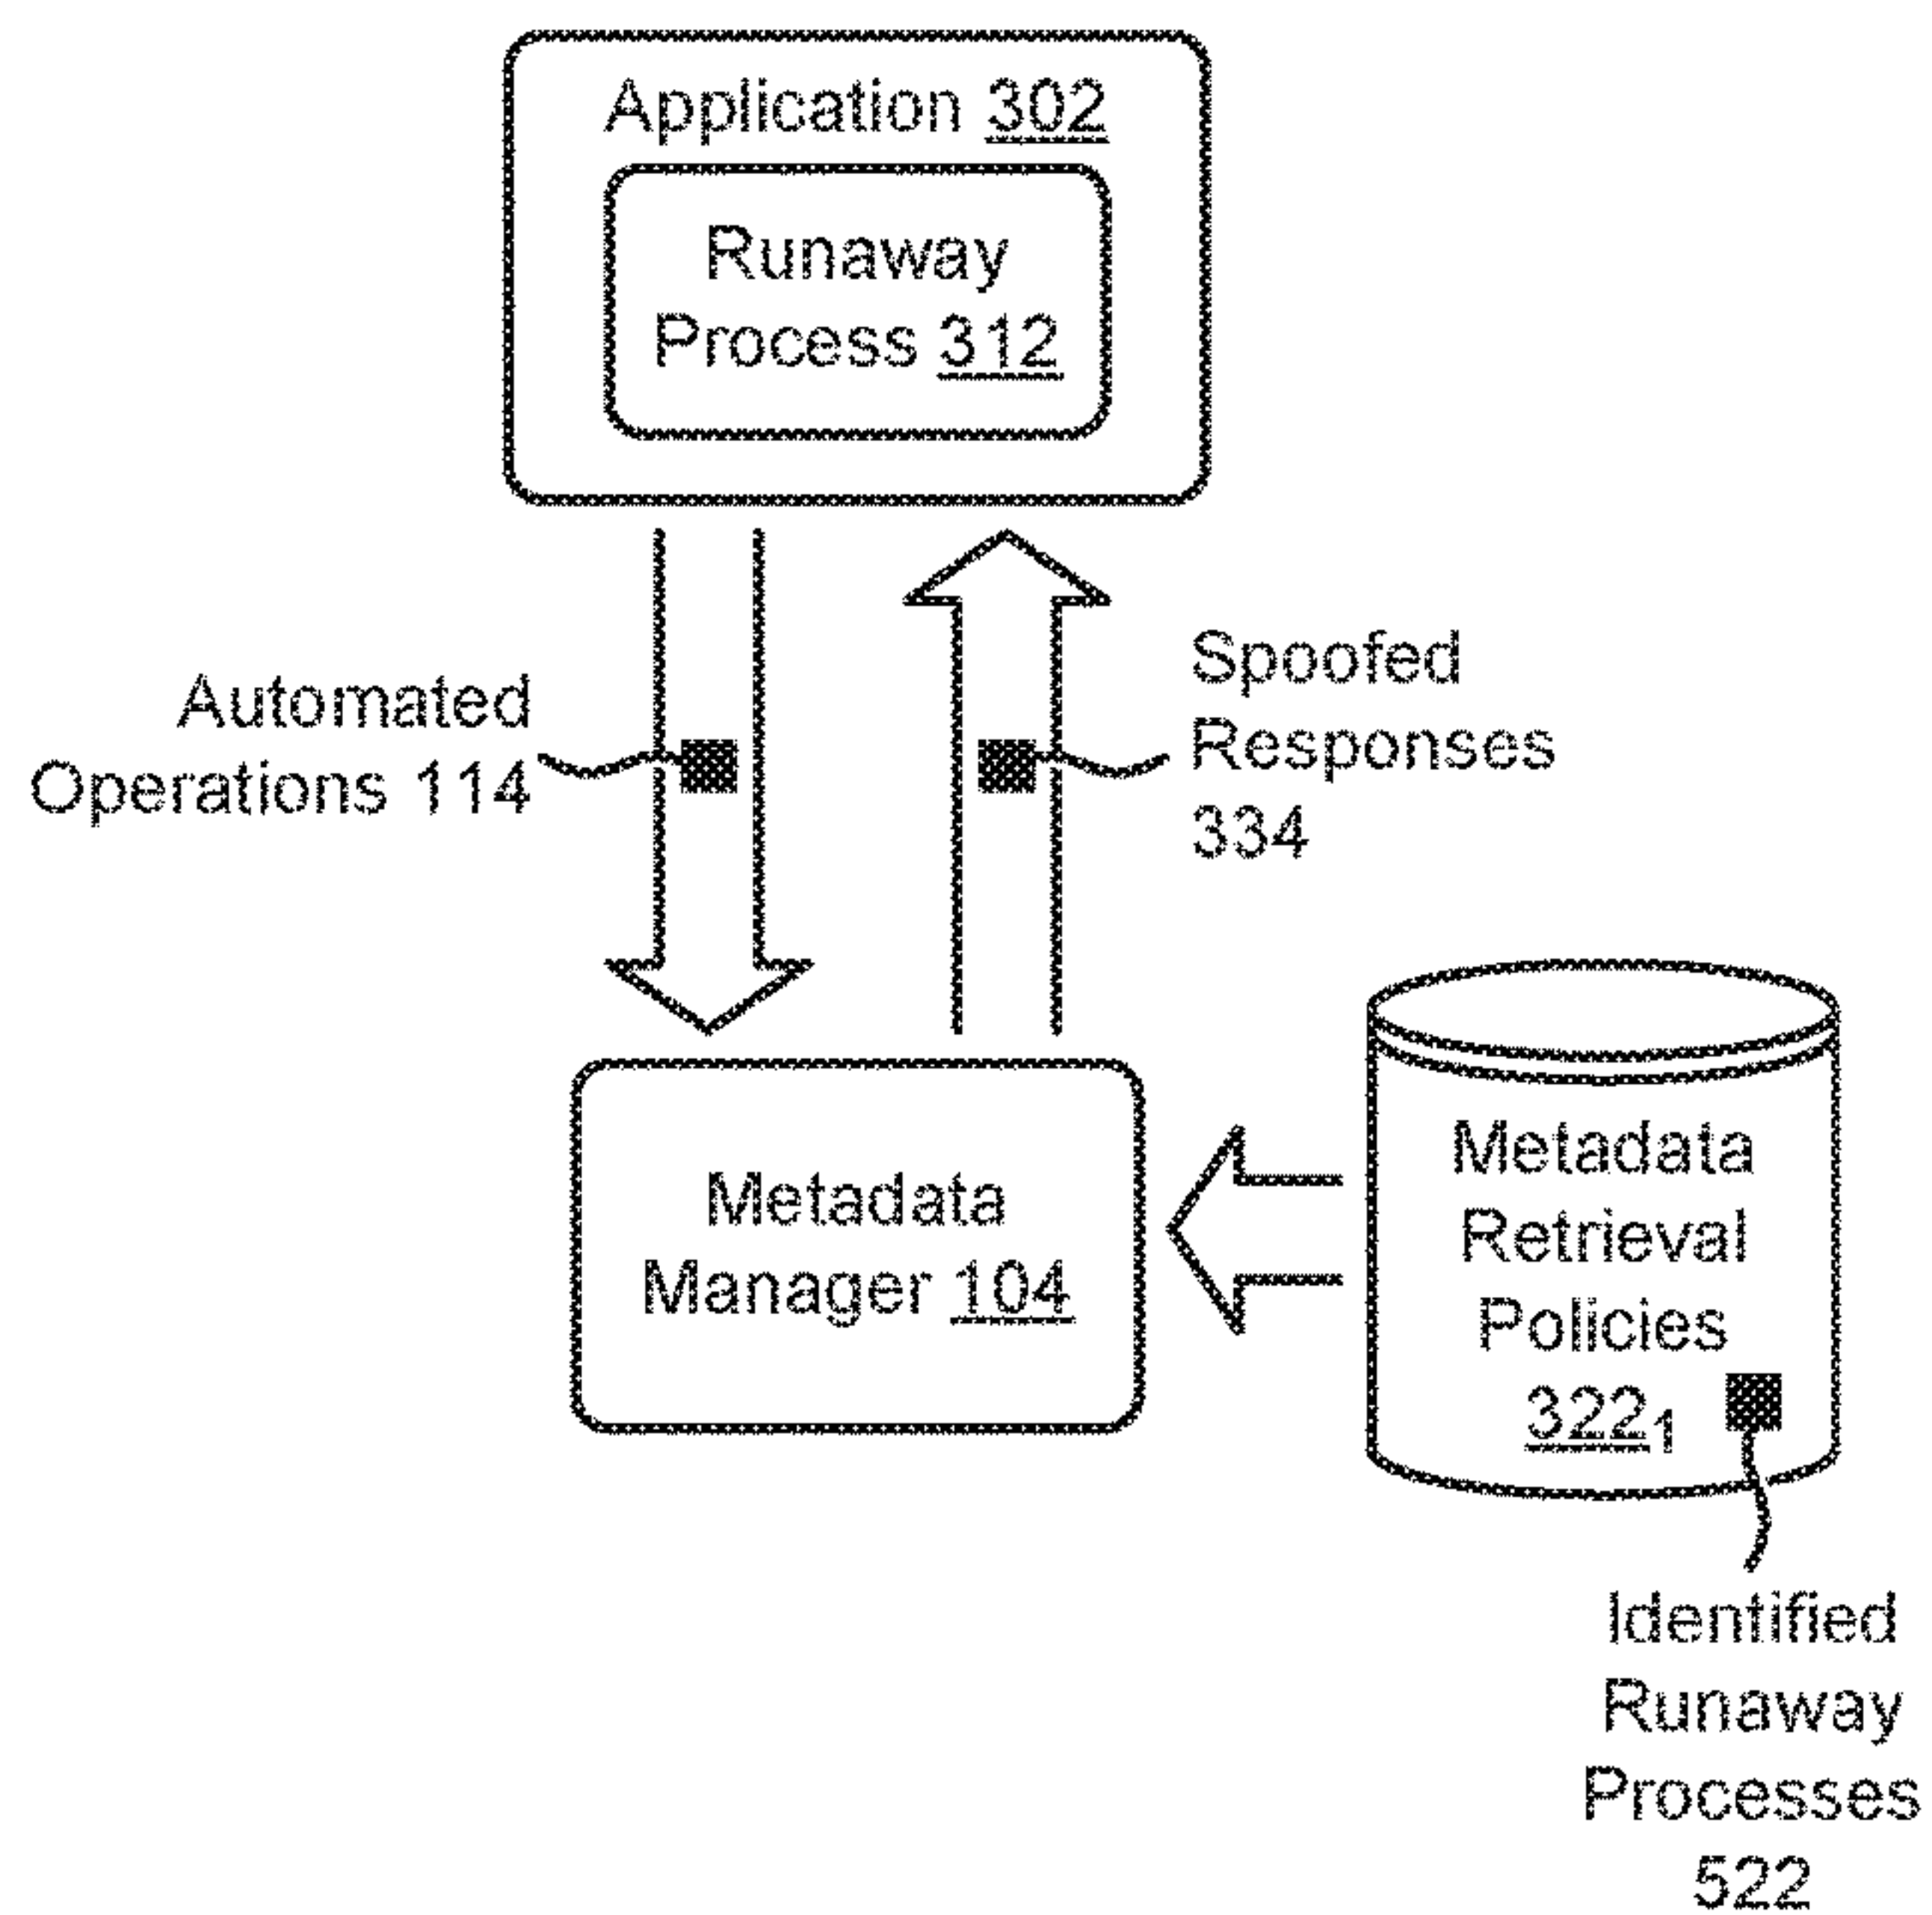 Application 302
Runaway
Process 312
Automated
Operations 114
Spoofed
Responses
334
Metadata
Manager 104
Metadata
Retrieval
Policies
322₁
Identified
Runaway
Processes
522